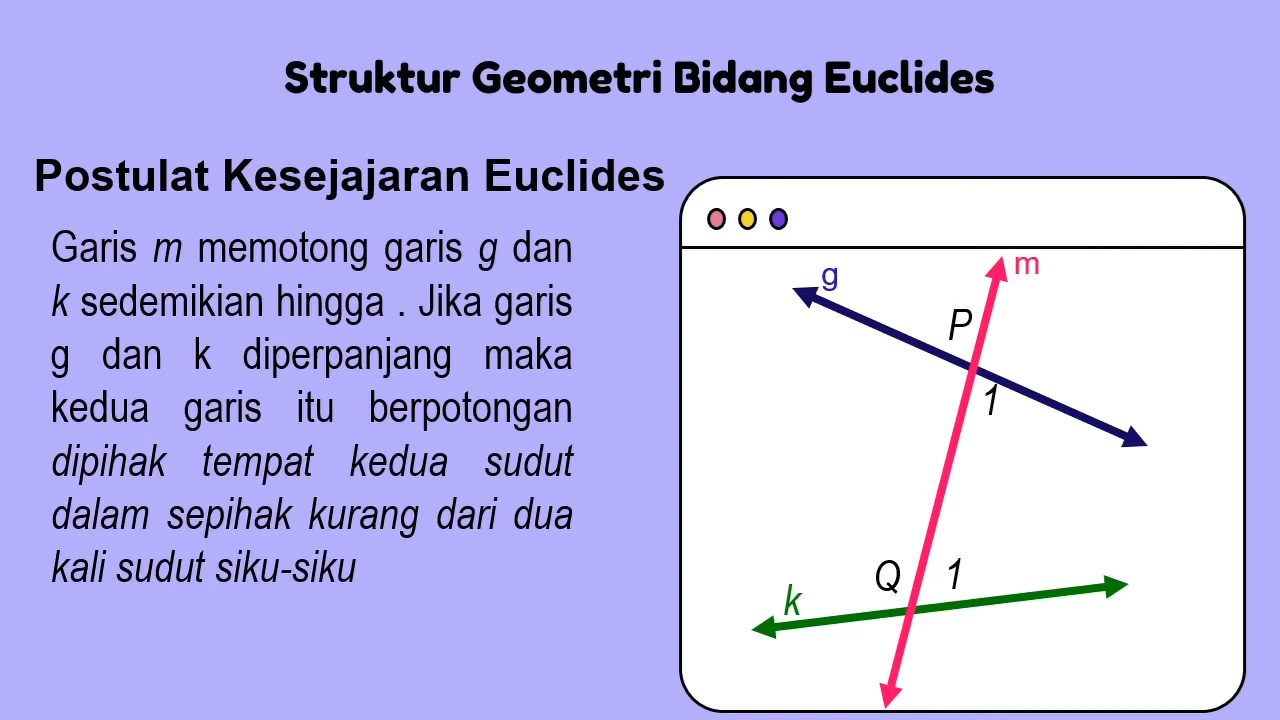 Struktur Geometri Bidang Euclides
Postulat Kesejajaran Euclides
Garis m memotong garis g dan
k sedemikian hingga . Jika garis
g dan k diperpanjang maka
kedua garis itu berpotongan
dipihak tempat kedua sudut
dalam sepihak kurang dari dua
kali sudut siku-siku
g
m
P
1
Q
1
k